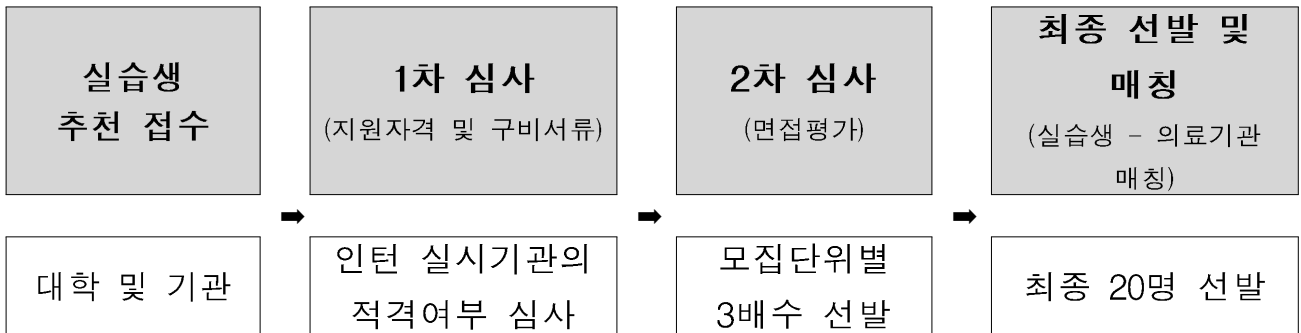 실습생
추천 접수
1차 심사
(지원자격 및 구비서류)
2차 심사
(면접평가)
최종 선발 및
매칭
(실습생 – 의료기관
매칭)
➡
➡
➡
대학 및 기관
인턴 실시기관의
적격여부 심사
모집단위별
3배수 선발
최종 20명 선발